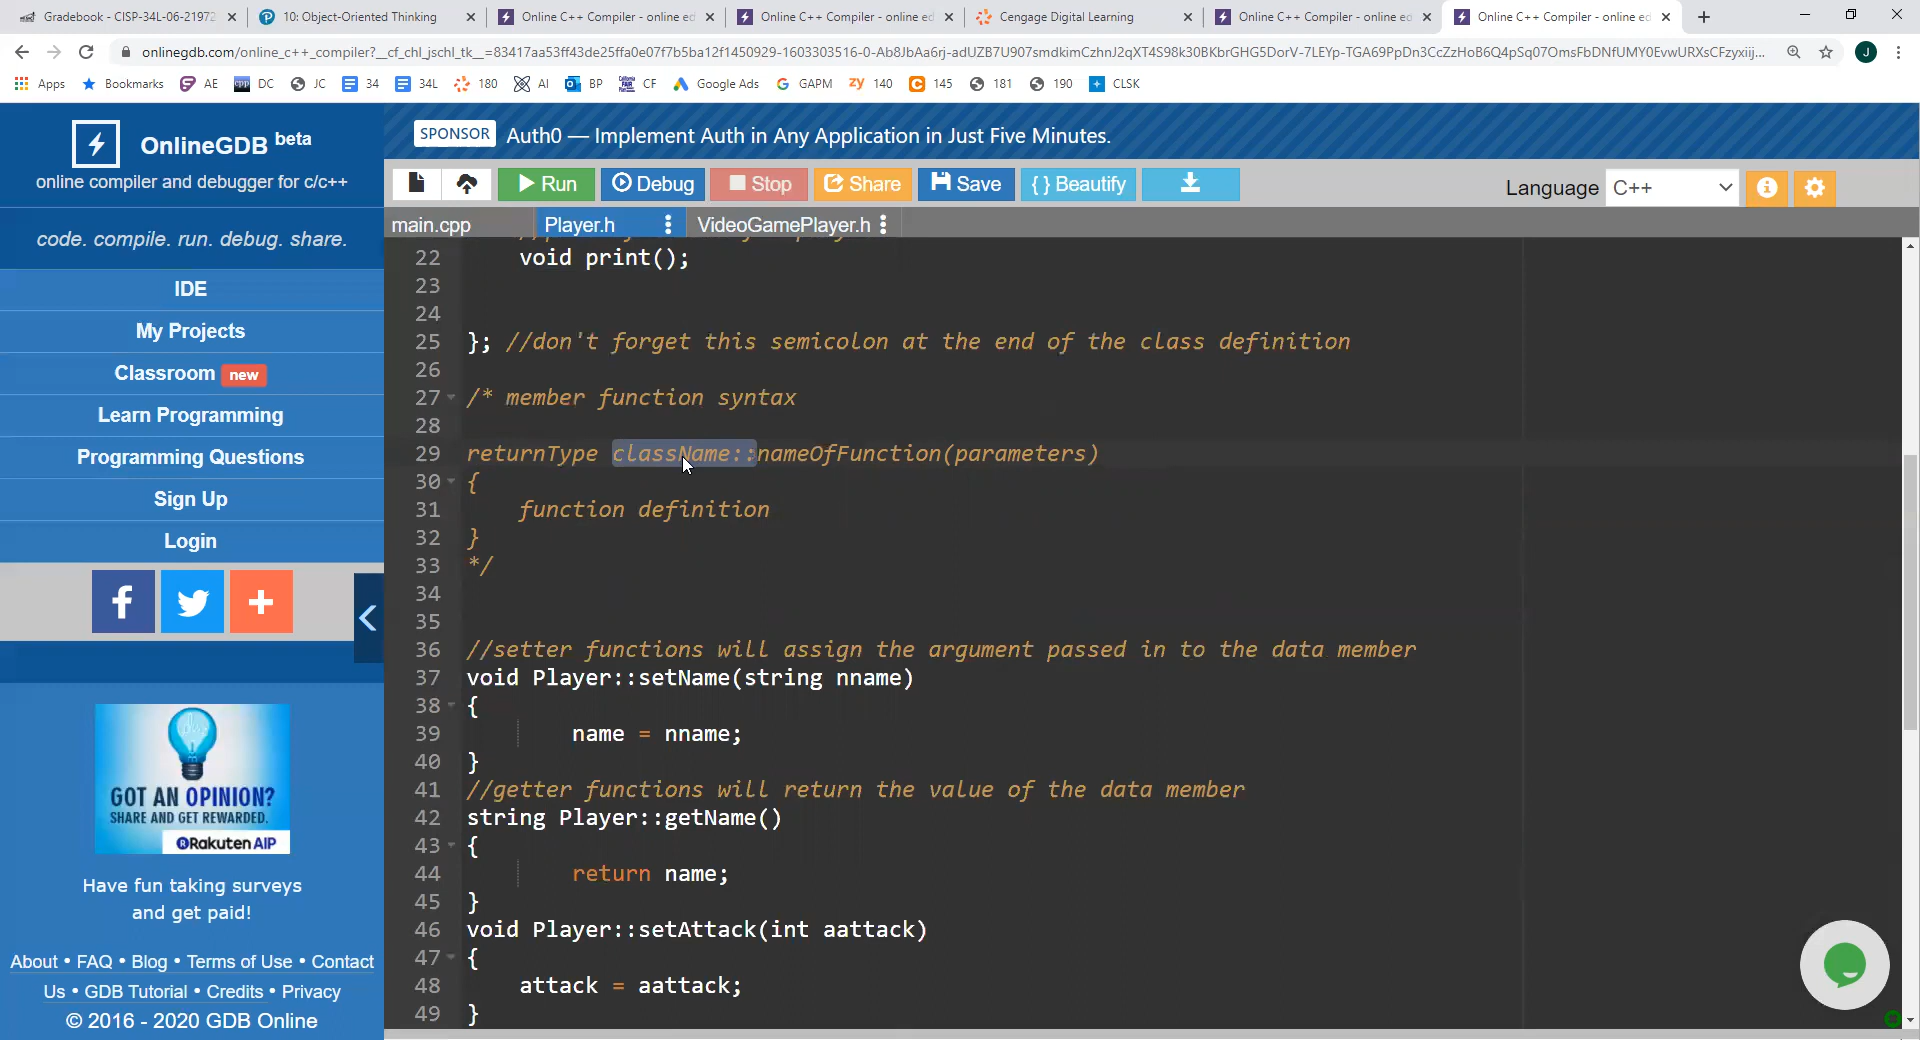 Gradebook - CISP-34L-06-21972
10: Object-Oriented Thinking
Online C++ Compiler - online ed
Online C++ Compiler - online ed
Cengage Digital Learning
Online C++ Compiler - online ed
Online C++ Compiler - online ed
onlinegdb.com/online_c++_compiler?__cf_chl_jschl_tk__=83417aa53ff43de25ffa0e07f7b5ba12f1450929-1603303516-0-Ab8JbAa6rj-adUZB7U907smdkimCzhnJ2qXT4S98k30BKbrGHG5DorV-7LEYp-TGA69PpDn3CcZzHoB6Q4pSq07OmsFbDNfUMY0EvwURXsCFzyxiij...
J
Apps Bookmarks AE DC JC 34 34L 180 AI BP CF Google Ads GAPM 140 145 181 190 CLSK
OnlineGDB beta
online compiler and debugger for c/c++
code. compile. run. debug. share.
IDE
My Projects
Classroom new
Learn Programming
Programming Questions
Sign Up
Login
GOT AN OPINION?
SHARE AND GET REWARDED.
Rakuten AIP
Have fun taking surveys
and get paid!
About • FAQ • Blog • Terms of Use • Contact
Us • GDB Tutorial • Credits • Privacy
© 2016 - 2020 GDB Online
SPONSOR Auth0 — Implement Auth in Any Application in Just Five Minutes.
Run Debug Stop Share Save { } Beautify
Language C++
main.cpp Player.h VideoGamePlayer.h
22 void print();
23
24
25 }; //don't forget this semicolon at the end of the class definition
26
27 /* member function syntax
28
29 returnType className::nameOfFunction(parameters)
30 {
31 function definition
32 }
33 */
34
35
36 //setter functions will assign the argument passed in to the data member
37 void Player::setName(string nname)
38 {
39 name = nname;
40 }
41 //getter functions will return the value of the data member
42 string Player::getName()
43 {
44 return name;
45 }
46 void Player::setAttack(int aattack)
47 {
48 attack = aattack;
49 }